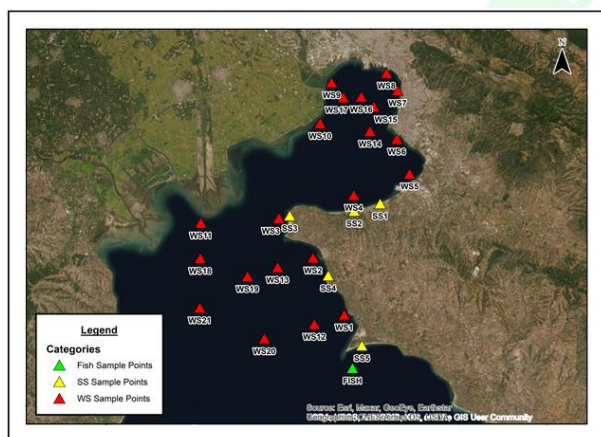 N
WS8
WS9
WS7
WS17
WS16
WS15
WS10
WS14
WS6
WS5
WS4
SS1
SS2
WS3
SS3
WS11
WS18
WS13
WS2
WS19
SS4
WS21
WS1
WS12
WS20
SS5
FISH
Legend
Categories
Fish Sample Points
SS Sample Points
WS Sample Points
Source: Esri, Maxar, GeoEye, Earthstar
GIS User Community